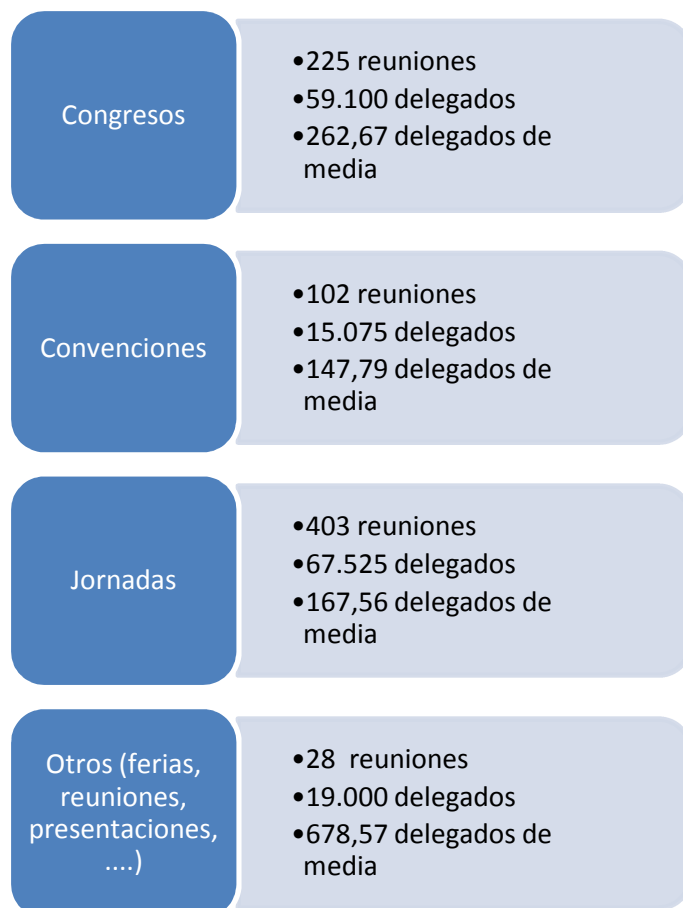 Congresos
•225 reuniones
•59.100 delegados
•262,67 delegados de
media
Convenciones
•102 reuniones
•15.075 delegados
•147,79 delegados de
media
Jornadas
•403 reuniones
•67.525 delegados
•167,56 delegados de
media
Otros (ferias,
reuniones,
presentaciones,
....)
•28 reuniones
•19.000 delegados
•678,57 delegados de
media